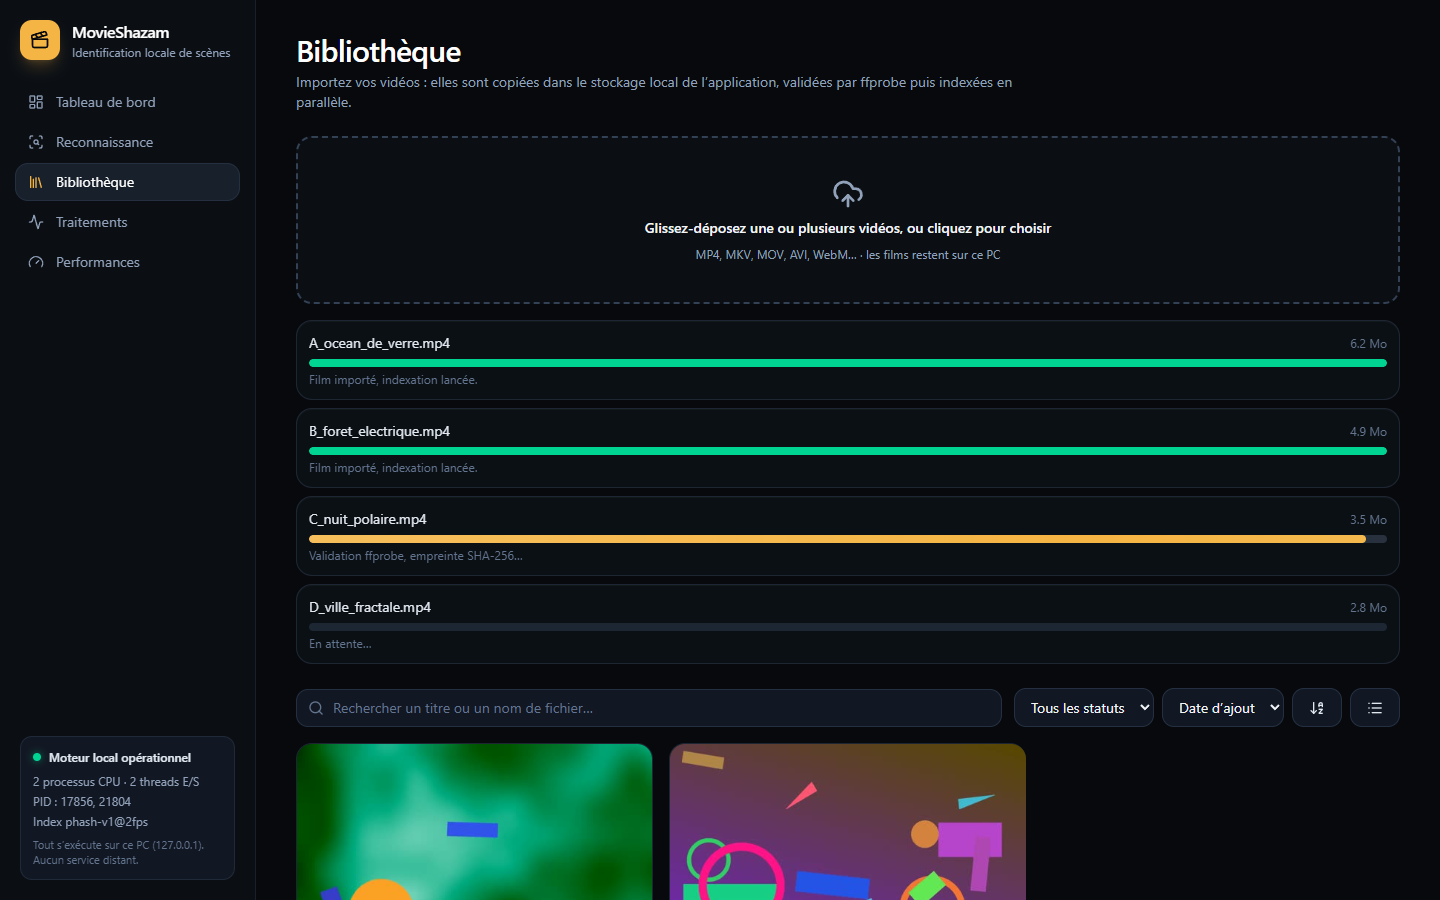 MovieShazam
Identification locale de scènes
Tableau de bord
Reconnaissance
Bibliothèque
Traitements
Performances
Moteur local opérationnel
2 processus CPU · 2 threads E/S
PID : 17856, 21804
Index phash-v1@2fps
Tout s'exécute sur ce PC (127.0.0.1).
Aucun service distant.
Bibliothèque
Importez vos vidéos : elles sont copiées dans le stockage local de l’application, validées par ffprobe puis indexées en
parallèle.
Glissez-déposez une ou plusieurs vidéos, ou cliquez pour choisir
MP4, MKV, MOV, AVI, WebM… · les films restent sur ce PC
A_ocean_de_verre.mp4 6.2 Mo
Film importé, indexation lancée.
B_foret_electrique.mp4 4.9 Mo
Film importé, indexation lancée.
C_nuit_polaire.mp4 3.5 Mo
Validation ffprobe, empreinte SHA-256…
D_ville_fractale.mp4 2.8 Mo
En attente…
Rechercher un titre ou un nom de fichier… Tous les statuts Date d’ajout